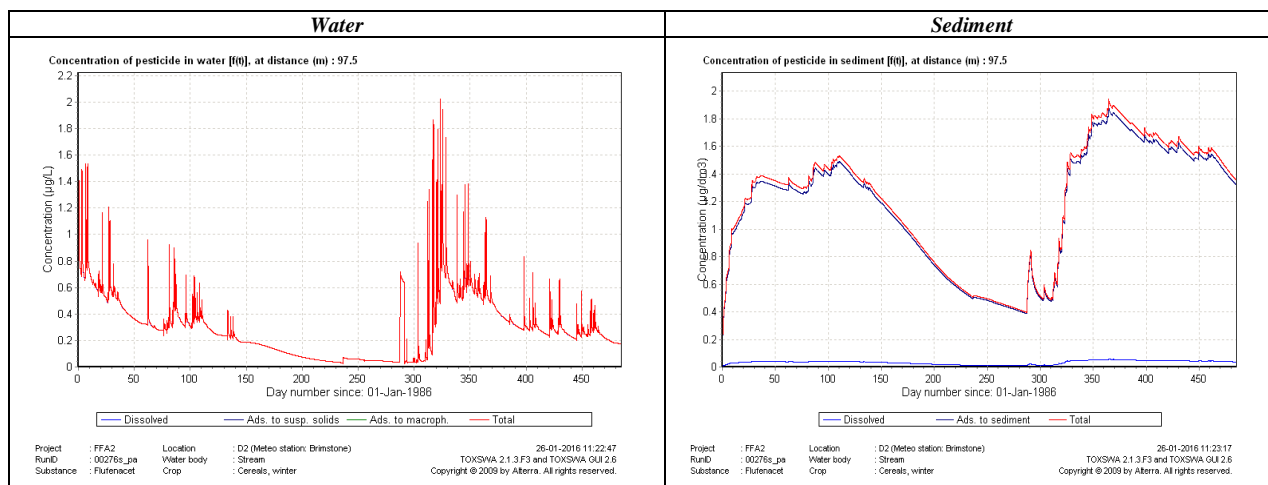 Water
Sediment
Concentration of pesticide in water [f(t)], at distance (m) : 97.5
Concentration (µg/L)
2.2
2
1.8
1.6
1.4
1.2
1
0.8
0.6
0.4
0.2
0
0 50 100 150 200 250 300 350 400 450
Day number since: 01-Jan-1986
Dissolved Ads. to susp. solids Ads. to macroph. Total
Project : FFA2 Location : D2 (Meteo station: Brimstone) 26-01-2016 11:22:47
RunID : 00276s_pa Water body : Stream TOXSWA 2.1.3.F3 and TOXSWA GUI 2.6
Substance : Flufenacet Crop : Cereals, winter Copyright © 2009 by Alterra. All rights reserved.
Concentration of pesticide in sediment [f(t)], at distance (m) : 97.5
Concentration (µg/dm3)
2
1.8
1.6
1.4
1.2
1
0.8
0.6
0.4
0.2
0
0 50 100 150 200 250 300 350 400 450
Day number since: 01-Jan-1986
Dissolved Ads. to sediment Total
Project : FFA2 Location : D2 (Meteo station: Brimstone) 26-01-2016 11:23:17
RunID : 00276s_pa Water body : Stream TOXSWA 2.1.3.F3 and TOXSWA GUI 2.6
Substance : Flufenacet Crop : Cereals, winter Copyright © 2009 by Alterra. All rights reserved.